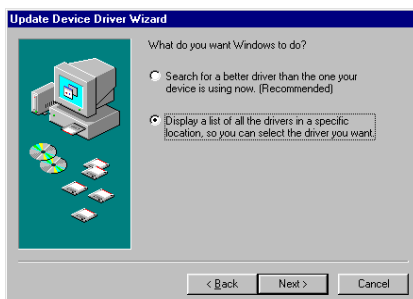 Update Device Driver Wizard
What do you want Windows to do?
Search for a better driver than the one your
device is using now. (Recommended)
Display a list of all the drivers in a specific
location, so you can select the driver you want.
< Back
Next >
Cancel